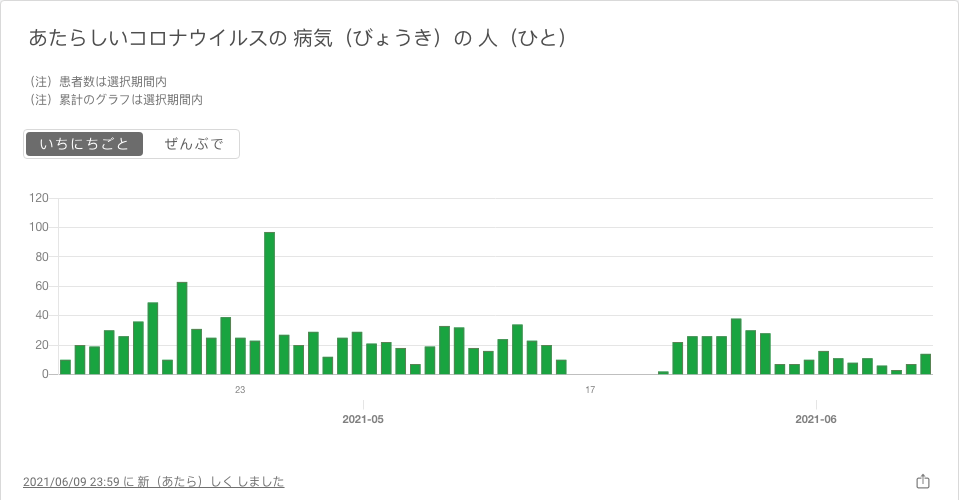 あたらしいコロナウイルスの 病気（びょうき）の 人（ひと）
（注）患者数は選択期間内
（注）累計のグラフは選択期間内
いちにちごと ぜんぶで
120
100
80
60
40
20
0
23 17
2021-05 2021-06
2021/06/09 23:59 に 新（あたら）しく しました